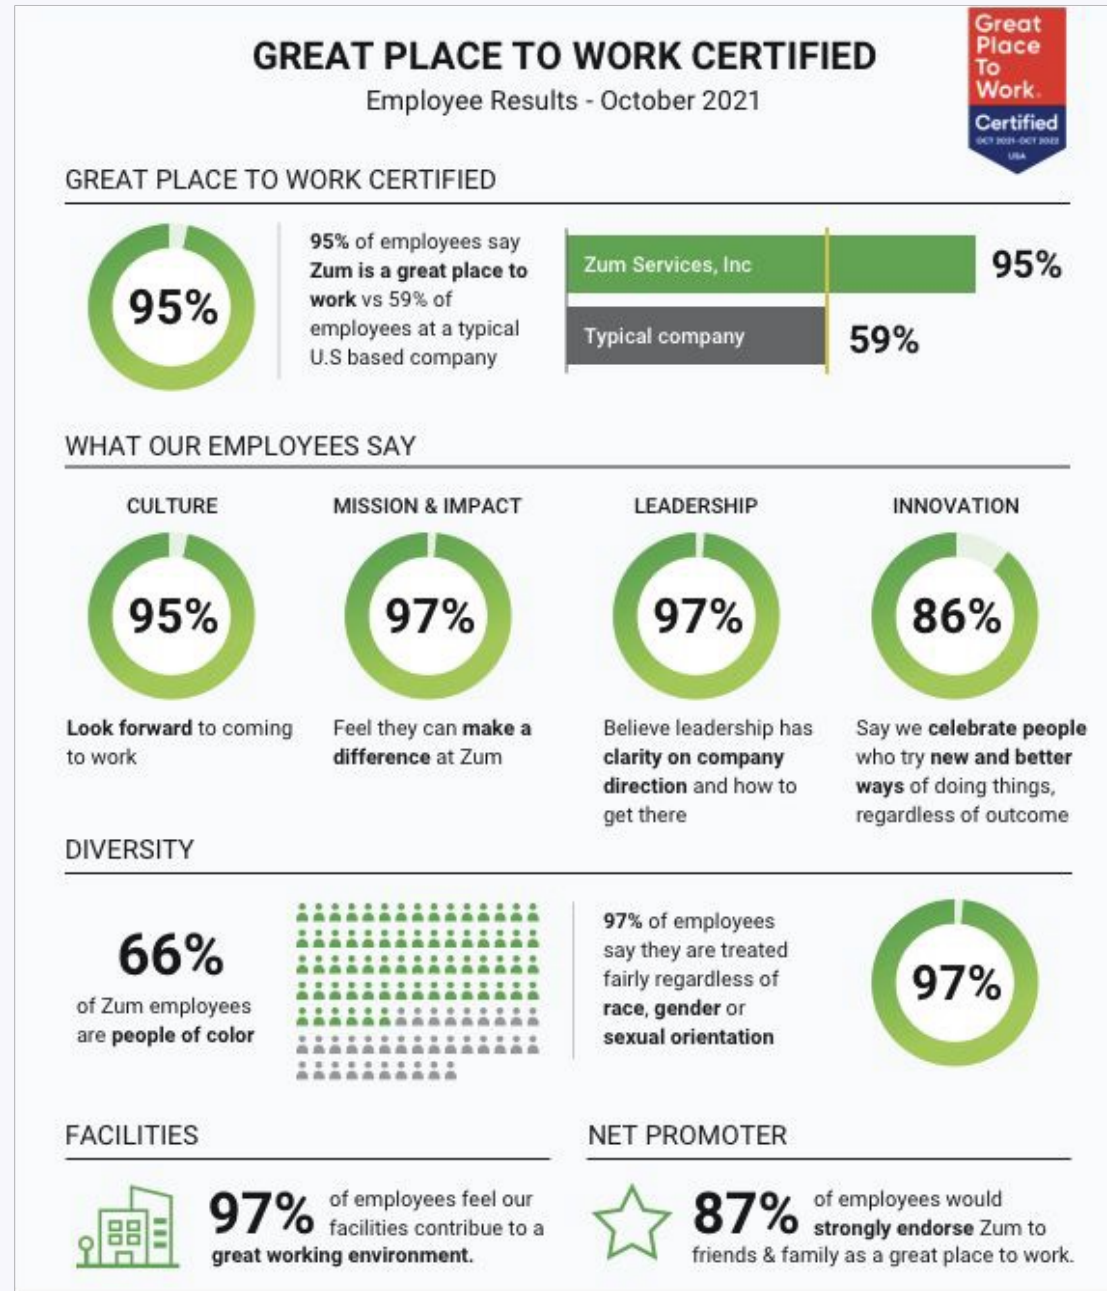 GREAT PLACE TO WORK CERTIFIED
Employee Results - October 2021
Great
Place
To
Work.
Certified
OCT 2021-OCT 2022
USA
GREAT PLACE TO WORK CERTIFIED
95%
95% of employees say
Zum is a great place to
work vs 59% of
employees at a typical
U.S based company
Zum Services, Inc
95%
Typical company
59%
WHAT OUR EMPLOYEES SAY
CULTURE
95%
Look forward to coming
to work
MISSION & IMPACT
97%
Feel they can make a
difference at Zum
LEADERSHIP
97%
Believe leadership has
clarity on company
direction and how to
get there
INNOVATION
86%
Say we celebrate people
who try new and better
ways of doing things,
regardless of outcome
DIVERSITY
66%
of Zum employees
are people of color
97% of employees
say they are treated
fairly regardless of
race, gender or
sexual orientation
97%
FACILITIES
97%
of employees feel our
facilities contribue to a
great working environment.
NET PROMOTER
87%
of employees would
strongly endorse Zum to
friends & family as a great place to work.